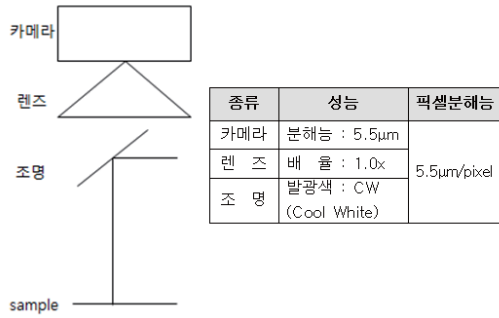 카메라
렌즈
조명
sample
종류 성능 픽셀분해능
카메라 분해능 : 5.5μm 5.5μm/pixel
렌 즈 배 율 : 1.0x
조 명 발광색 : CW
(Cool White)